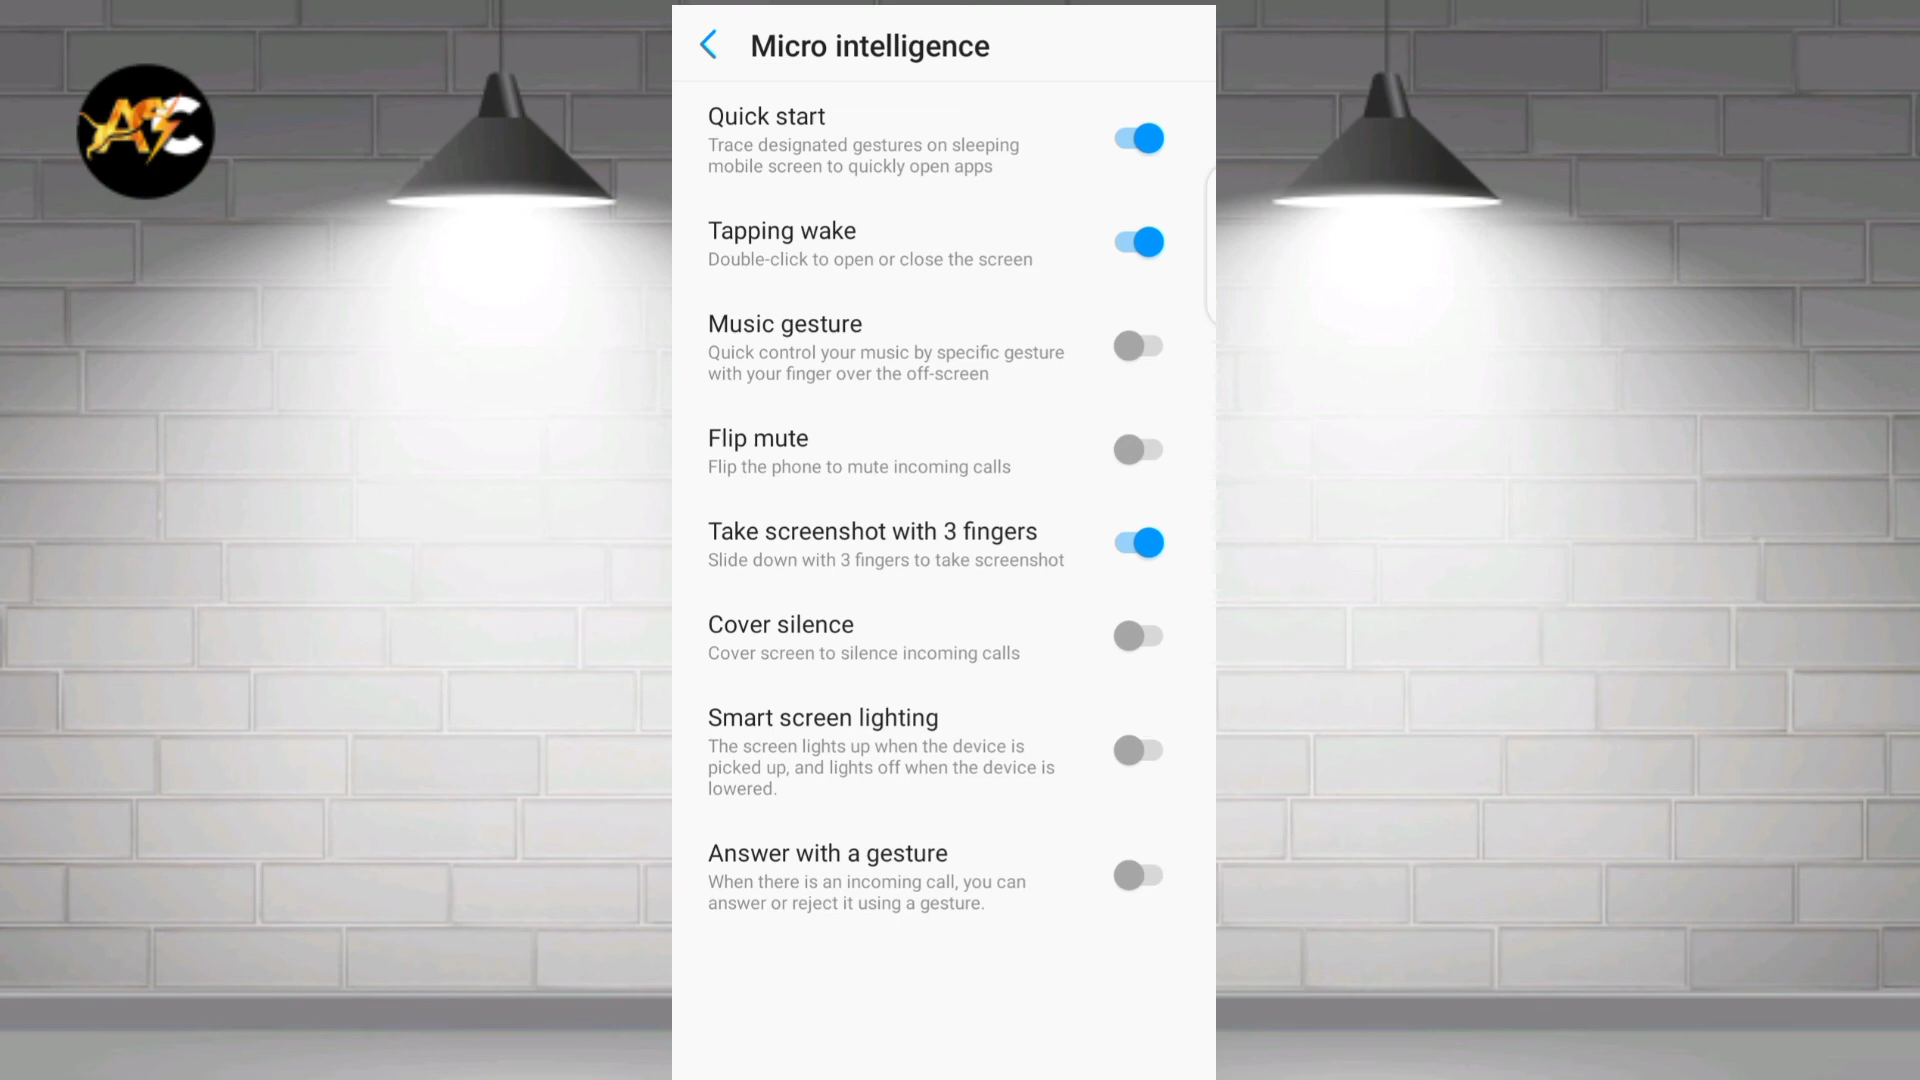 ASC
Micro intelligence
Quick start
Trace designated gestures on sleeping
mobile screen to quickly open apps
Tapping wake
Double-click to open or close the screen
Music gesture
Quick control your music by specific gesture
with your finger over the off-screen
Flip mute
Flip the phone to mute incoming calls
Take screenshot with 3 fingers
Slide down with 3 fingers to take screenshot
Cover silence
Cover screen to silence incoming calls
Smart screen lighting
The screen lights up when the device is
picked up, and lights off when the device is
lowered.
Answer with a gesture
When there is an incoming call, you can
answer or reject it using a gesture.